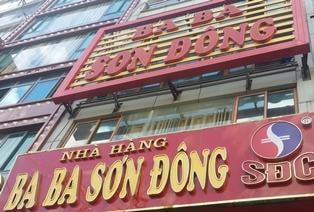 BA BA
SƠN ĐÔNG
NHÀ HÀNG
BA BA SƠN ĐÔNG
SĐC